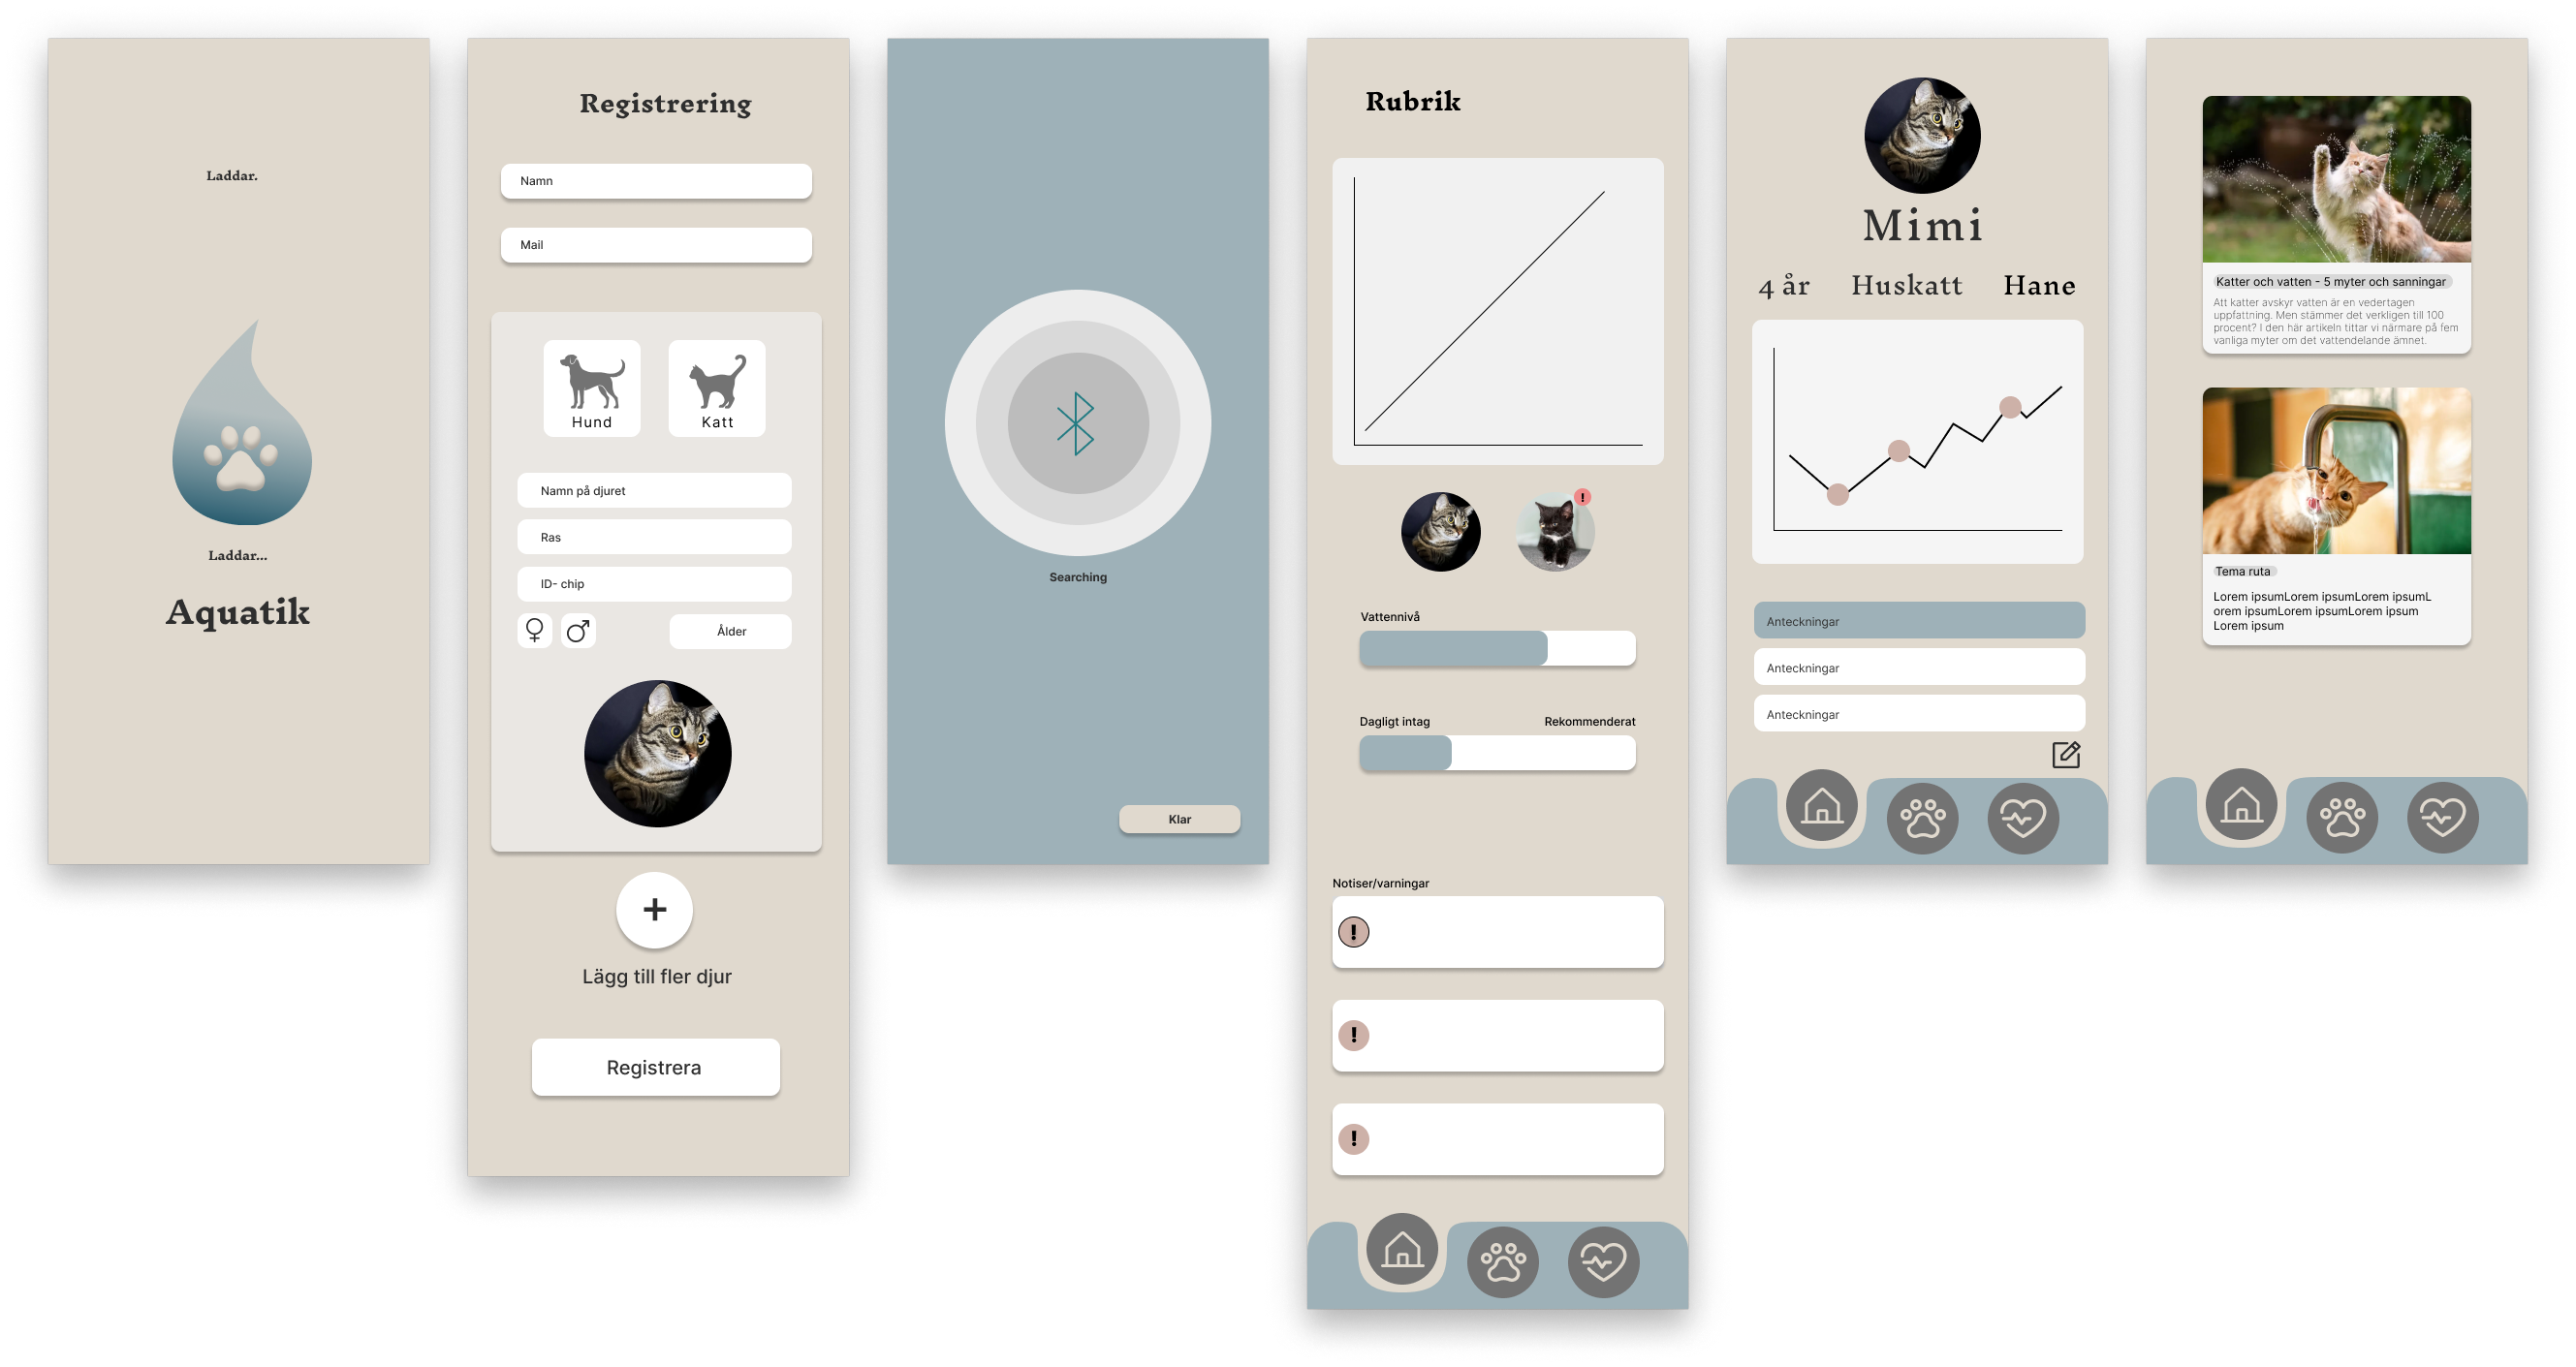 Laddar.
Laddar...
Aquatik
Registrering
Namn
Mail
Hund
Katt
Namn på djuret
Ras
ID- chip
Ålder
+
Lägg till fler djur
Registrera
Searching
Klar
Rubrik
!
Vattennivå
Dagligt intag
Rekommenderat
Notiser/varningar
!
!
!
Mimi
4 år
Huskatt
Hane
Anteckningar
Anteckningar
Anteckningar
Katter och vatten - 5 myter och sanningar
Att katter avskyr vatten är en vedertagen
uppfattning. Men stämmer det verkligen till 100
procent? I den här artikeln tittar vi närmare på fem
vanliga myter om det vattendelande ämnet.
Tema ruta
Lorem ipsumLorem ipsumLorem ipsumL
orem ipsumLorem ipsumLorem ipsum
Lorem ipsum